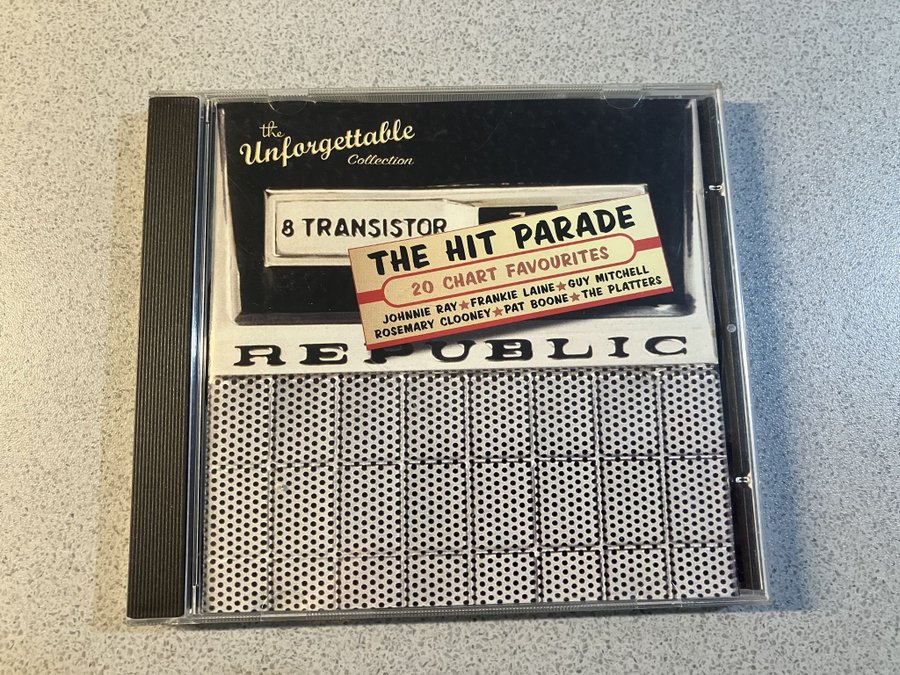 the
Unforgettable
Collection
8 TRANSISTOR
THE HIT PARADE
20 CHART FAVOURITES
JOHNNIE RAY★FRANKIE LAINE★GUY MITCHELL
ROSEMARY CLOONEY★PAT BOONE★THE PLATTERS
REPUBLIC